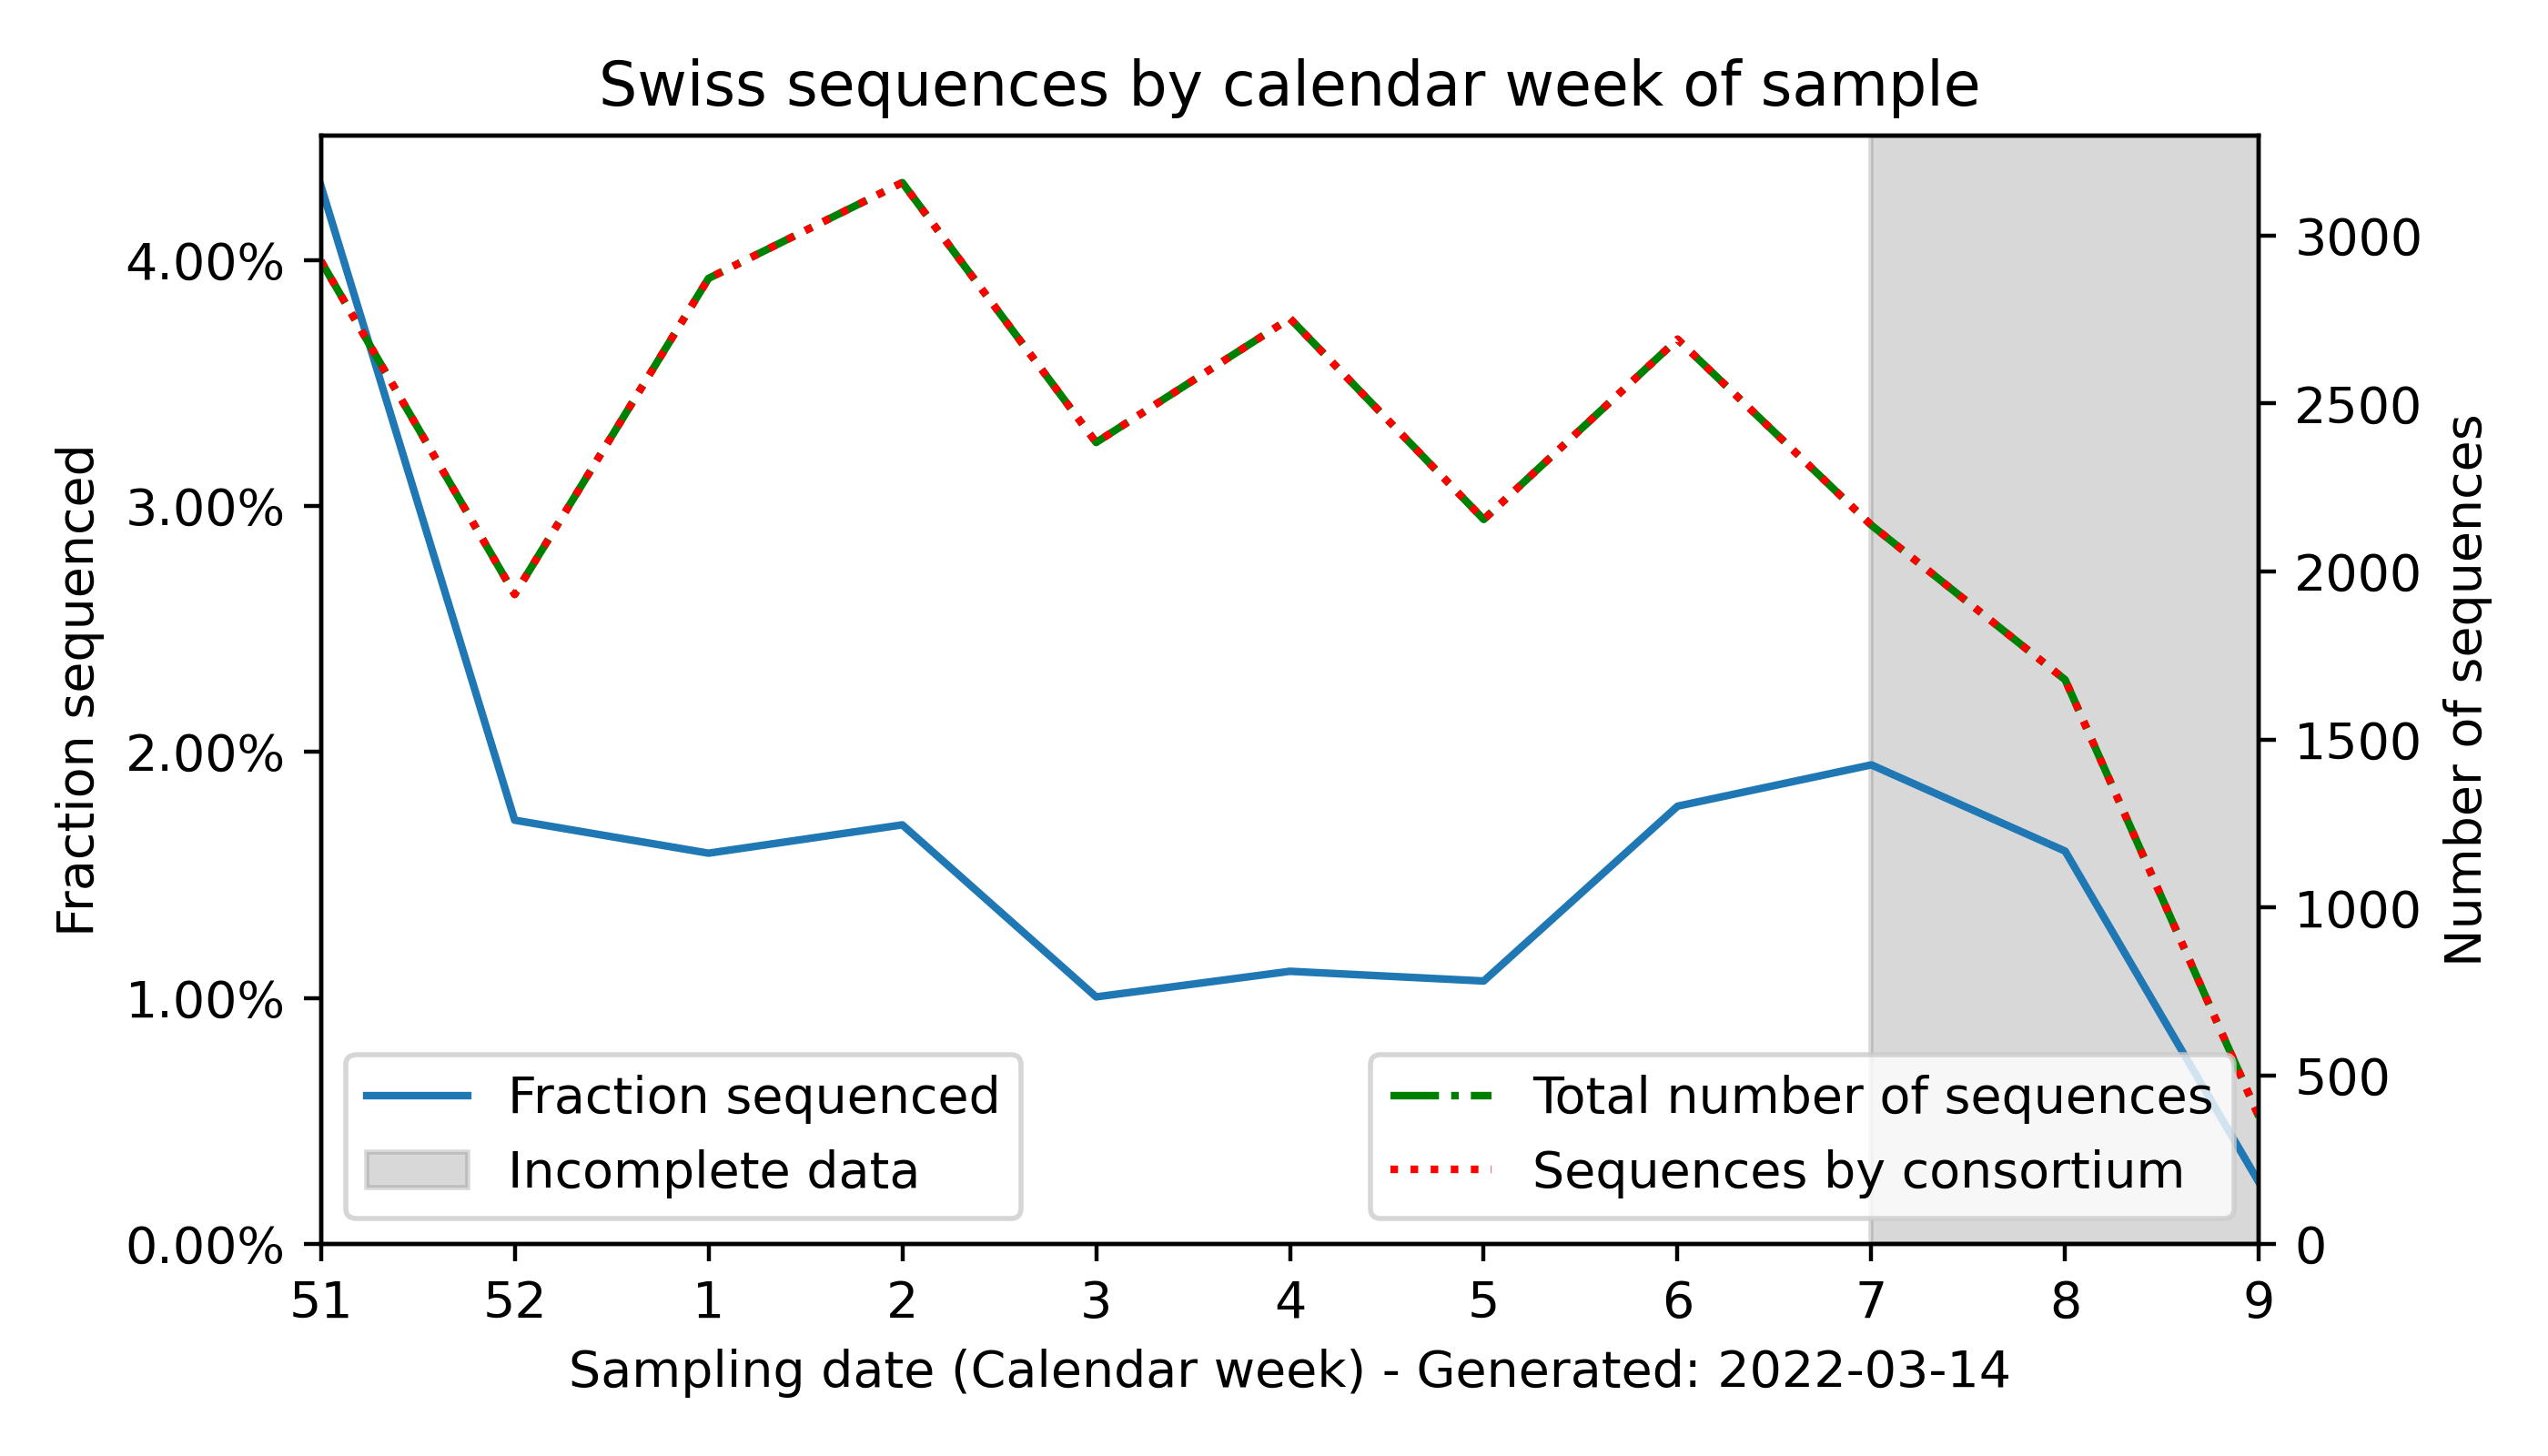 Swiss sequences by calendar week of sample
Fraction sequenced
4.00%
3.00%
2.00%
1.00%
0.00%
3000
2500
2000
1500
1000
500
0
Number of sequences
Fraction sequenced
Incomplete data
Total number of sequences
Sequences by consortium
51 52 1 2 3 4 5 6 7 8 9
Sampling date (Calendar week) - Generated: 2022-03-14